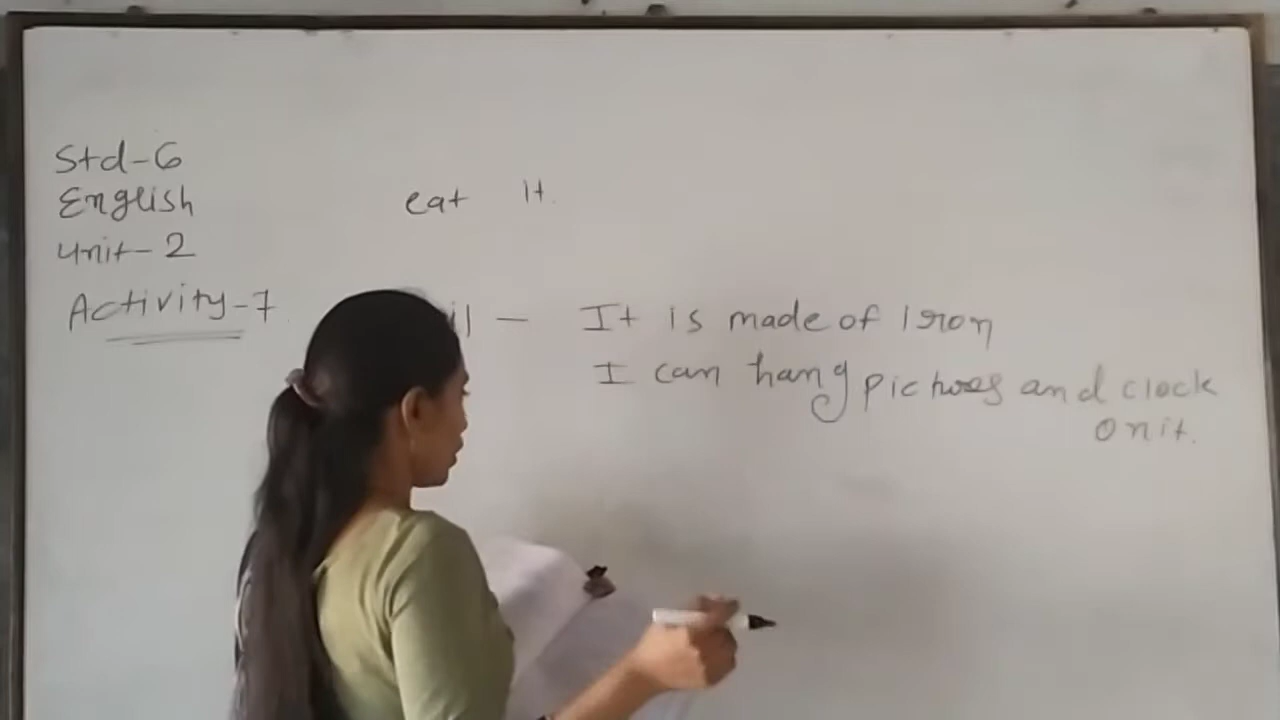 Std-6
English
Unit-2
Activity-7
eat it.
il - It is made of Iron
I can hang pictures and clock
on it.